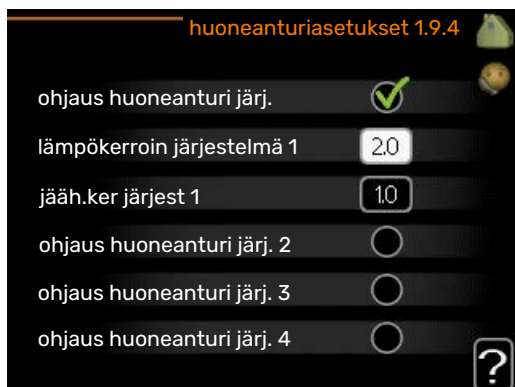 huoneanturiasetukset 1.9.4
ohjaus huoneanturi järj.
lämpökerroin järjestelmä 1 2.0
jääh.ker järjest 1 1.0
ohjaus huoneanturi järj. 2
ohjaus huoneanturi järj. 3
ohjaus huoneanturi järj. 4
?